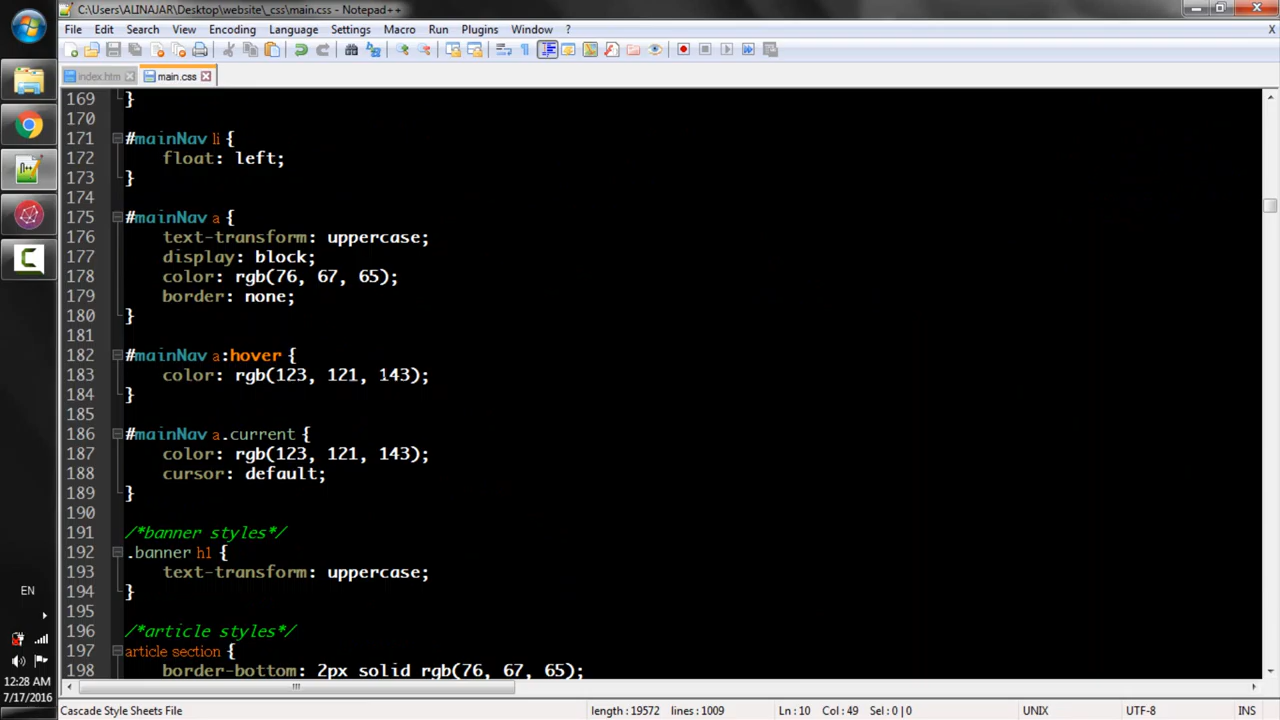 C:\Users\ALINAJAR\Desktop\website\_css\main.css - Notepad++
File Edit Search View Encoding Language Settings Macro Run Plugins Window ? X
index.htm main.css
169 }
170
171 #mainNav li {
172 float: left;
173 }
174
175 #mainNav a {
176 text-transform: uppercase;
177 display: block;
178 color: rgb(76, 67, 65);
179 border: none;
180 }
181
182 #mainNav a:hover {
183 color: rgb(123, 121, 143);
184 }
185
186 #mainNav a.current {
187 color: rgb(123, 121, 143);
188 cursor: default;
189 }
190
191 /*banner styles*/
192 .banner h1 {
193 text-transform: uppercase;
194 }
195
196 /*article styles*/
197 article section {
198 border-bottom: 2px solid rgb(76, 67, 65);
EN
12:28 AM
7/17/2016
Cascade Style Sheets File length : 19572 lines : 1009 Ln : 10 Col : 49 Sel : 0 | 0 UNIX UTF-8 INS